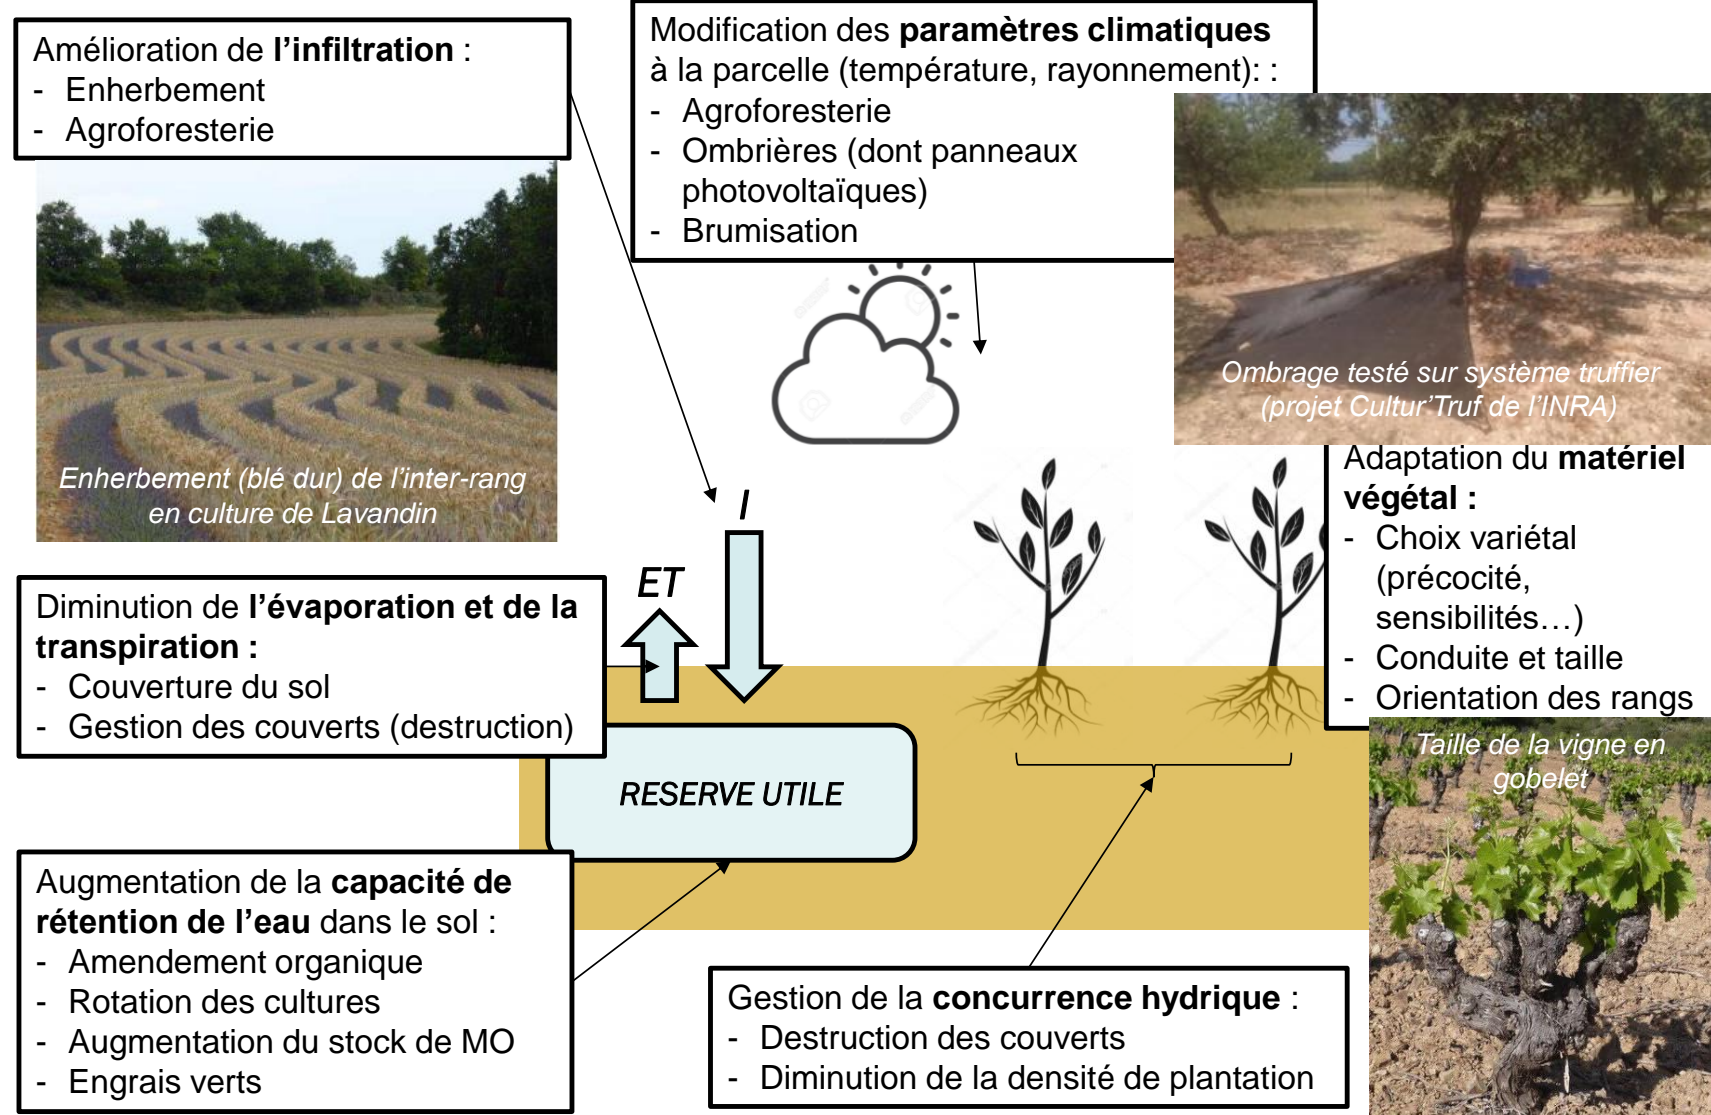 Amélioration de l'infiltration :
- Enherbement
- Agroforesterie
Enherbement (blé dur) de l'inter-rang
en culture de Lavandin
Modification des paramètres climatiques
à la parcelle (température, rayonnement): :
- Agroforesterie
- Ombrières (dont panneaux
photovoltaïques)
- Brumisation
Ombrage testé sur système truffier
(projet Cultur'Truf de l'INRA)
Adaptation du matériel
végétal :
- Choix variétal
(précocité,
sensibilités…)
- Conduite et taille
- Orientation des rangs
Taille de la vigne en
gobelet
I
ET
Diminution de l'évaporation et de la
transpiration :
- Couverture du sol
- Gestion des couverts (destruction)
RESERVE UTILE
Augmentation de la capacité de
rétention de l'eau dans le sol :
- Amendement organique
- Rotation des cultures
- Augmentation du stock de MO
- Engrais verts
Gestion de la concurrence hydrique :
- Destruction des couverts
- Diminution de la densité de plantation